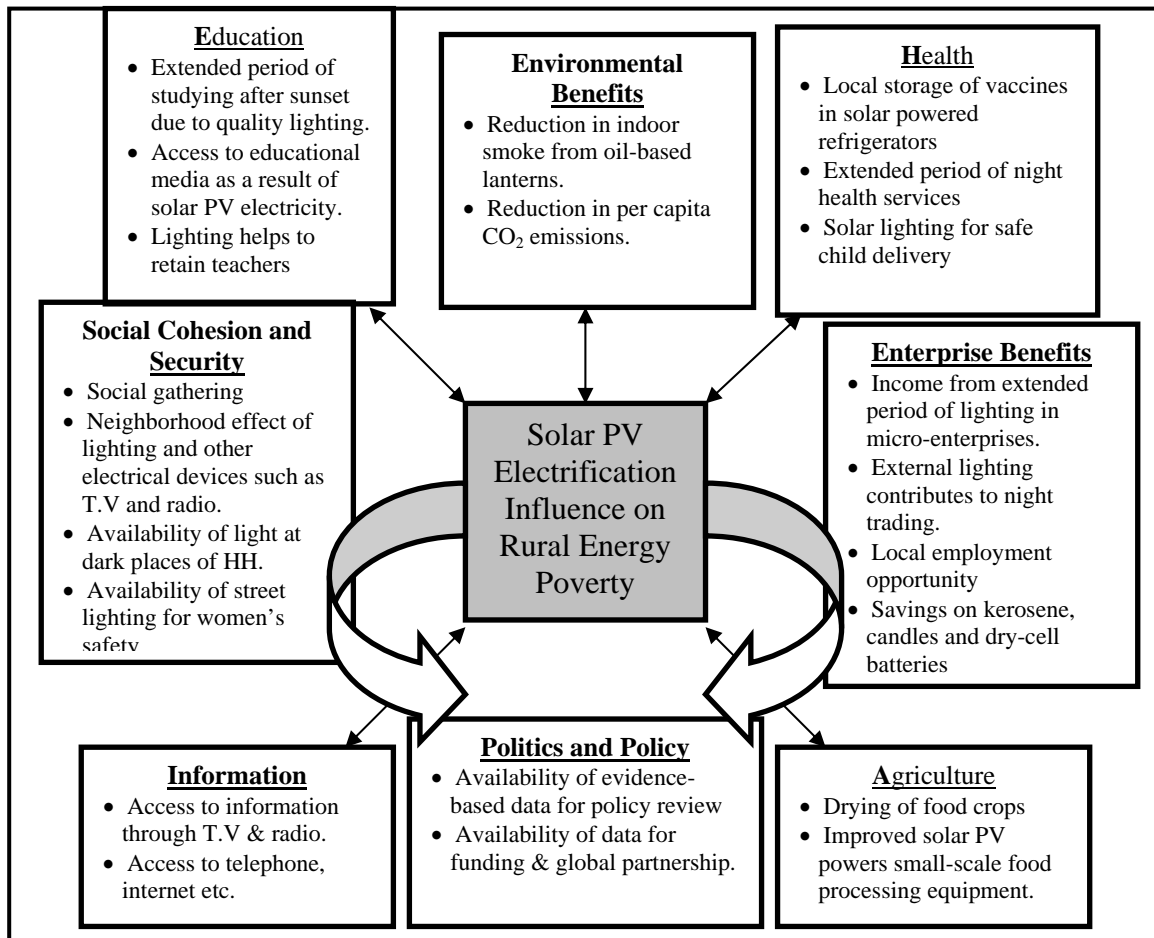 Education
• Extended period of
studying after sunset
due to quality lighting.
• Access to educational
media as a result of
solar PV electricity.
• Lighting helps to
retain teachers
Environmental
Benefits
• Reduction in indoor
smoke from oil-based
lanterns.
• Reduction in per capita
CO₂ emissions.
Health
• Local storage of vaccines
in solar powered
refrigerators
• Extended period of night
health services
• Solar lighting for safe
child delivery
Social Cohesion and
Security
• Social gathering
• Neighborhood effect of
lighting and other
electrical devices such as
T.V and radio.
• Availability of light at
dark places of HH.
• Availability of street
lighting for women’s
safety
Solar PV
Electrification
Influence on
Rural Energy
Poverty
Enterprise Benefits
• Income from extended
period of lighting in
micro-enterprises.
• External lighting
contributes to night
trading.
• Local employment
opportunity
• Savings on kerosene,
candles and dry-cell
batteries
Information
• Access to information
through T.V & radio.
• Access to telephone,
internet etc.
Politics and Policy
• Availability of evidence-
based data for policy review
• Availability of data for
funding & global partnership.
Agriculture
• Drying of food crops
• Improved solar PV
powers small-scale food
processing equipment.